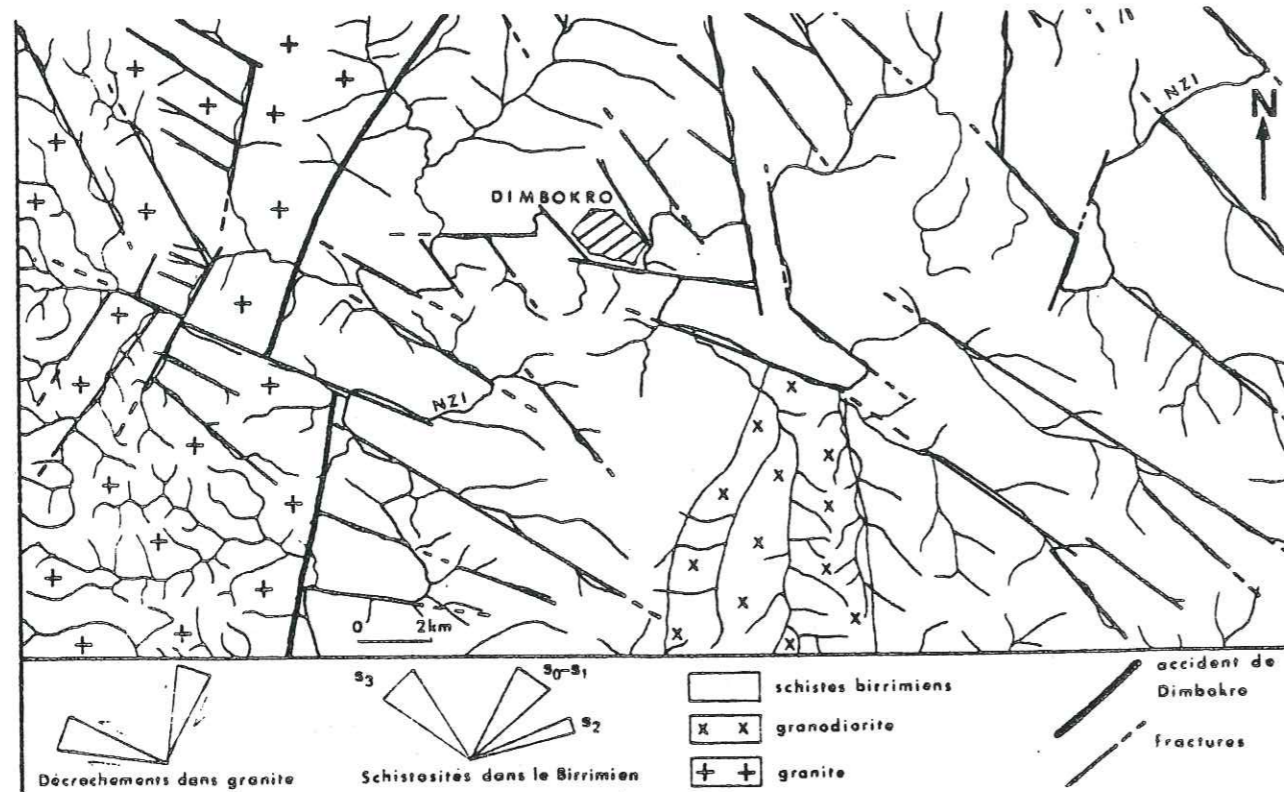 NZI
N
DIMBOKRO
NZI
0 2km
S₃ S₀-S₁
S₂
Décrochements dans granite
Schistosités dans le Birrimien
schistes birrimiens
x x granodiorite
+ + granite
accident de
Dimbokro
fractures